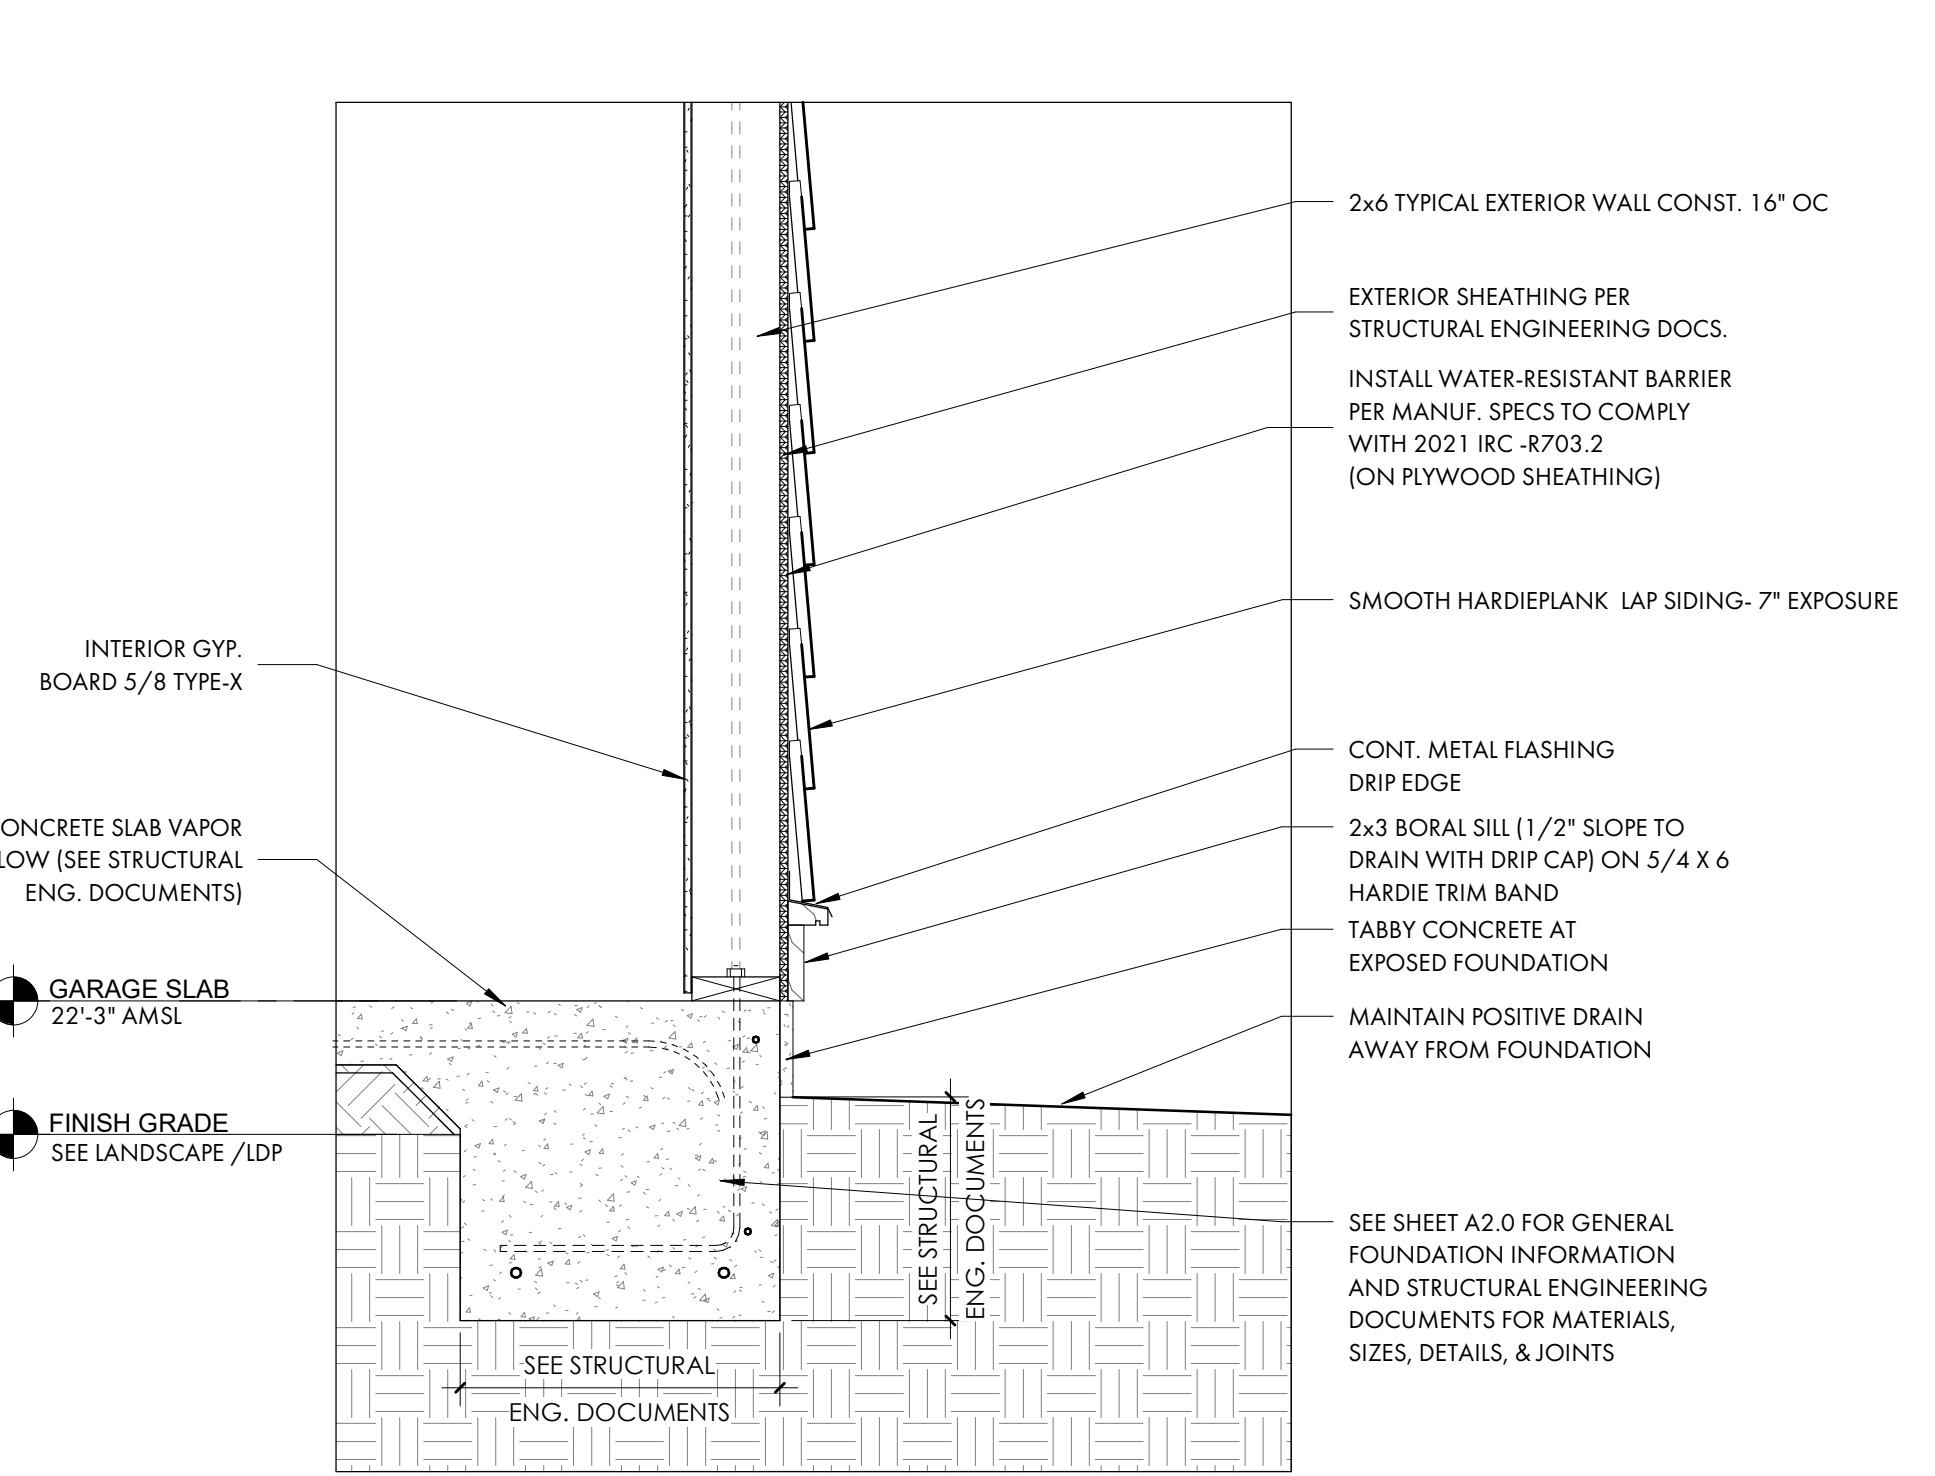 2x6 TYPICAL EXTERIOR WALL CONST. 16" OC
EXTERIOR SHEATHING PER
STRUCTURAL ENGINEERING DOCS.
INSTALL WATER-RESISTANT BARRIER
PER MANUF. SPECS TO COMPLY
WITH 2021 IRC -R703.2
(ON PLYWOOD SHEATHING)
SMOOTH HARDIEPLANK LAP SIDING- 7" EXPOSURE
INTERIOR GYP.
BOARD 5/8 TYPE-X
CONT. METAL FLASHING
DRIP EDGE
ONCRETE SLAB VAPOR
LOW (SEE STRUCTURAL
ENG. DOCUMENTS)
2x3 BORAL SILL (1/2" SLOPE TO
DRAIN WITH DRIP CAP) ON 5/4 X 6
HARDIE TRIM BAND
TABBY CONCRETE AT
EXPOSED FOUNDATION
GARAGE SLAB
22'-3" AMSL
MAINTAIN POSITIVE DRAIN
AWAY FROM FOUNDATION
FINISH GRADE
SEE LANDSCAPE /LDP
SEE STRUCTURAL
ENG. DOCUMENTS
SEE SHEET A2.0 FOR GENERAL
FOUNDATION INFORMATION
AND STRUCTURAL ENGINEERING
DOCUMENTS FOR MATERIALS,
SIZES, DETAILS, & JOINTS
SEE STRUCTURAL
ENG. DOCUMENTS